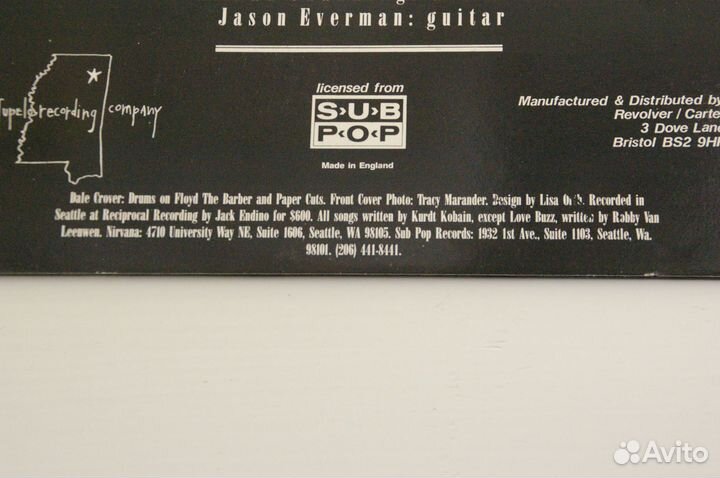 Jason Everman: guitar
Tupelo recording company
licensed from
S›U›B
P‹O‹P
Made in England
Manufactured & Distributed by
Revolver / Carte
3 Dove Lane
Bristol BS2 9H
Dale Crover: Drums on Floyd The Barber and Paper Cuts. Front Cover Photo: Tracy Marander. Design by Lisa Recorded in
Seattle at Reciprocal Recording by Jack Endino for $600. All songs written by Kurdt Kobain, except Love Buzz, written by Robby Van
Leeuwen. Nirvana: 4710 University Way NE, Suite 1606, Seattle, WA 98105. Sub Pop Records: 1932 1st Ave., Suite 1103, Seattle, Wa.
98101. (206) 441-8441.
Avito